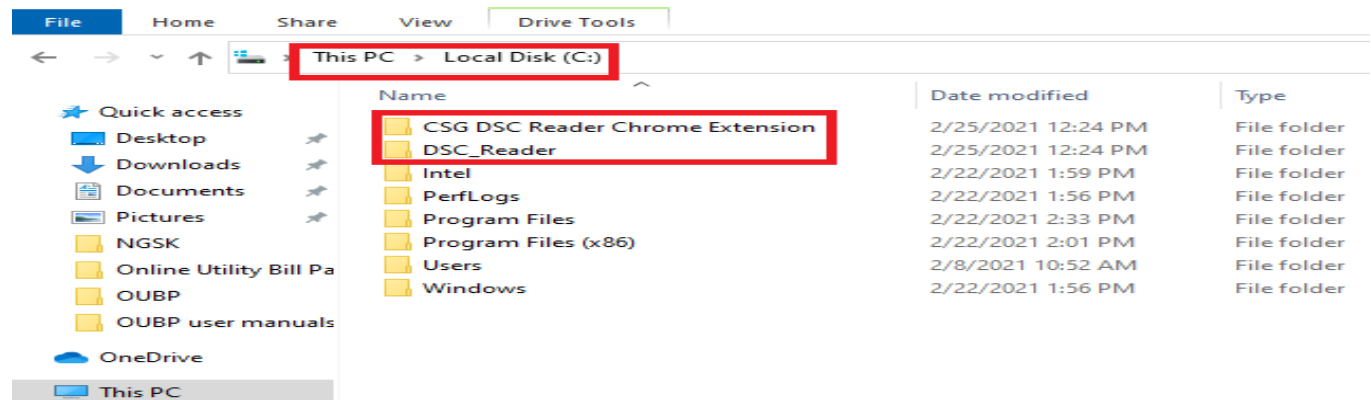 File Home Share View Drive Tools
This PC > Local Disk (C:)
Name Date modified Type
Quick access
Desktop
Downloads
Documents
Pictures
NGSK
Online Utility Bill Pa
OUBP
OUBP user manuals
OneDrive
This PC
CSG DSC Reader Chrome Extension 2/25/2021 12:24 PM File folder
DSC_Reader 2/25/2021 12:24 PM File folder
Intel 2/22/2021 1:59 PM File folder
PerfLogs 2/22/2021 1:56 PM File folder
Program Files 2/22/2021 2:33 PM File folder
Program Files (x86) 2/22/2021 2:01 PM File folder
Users 2/8/2021 10:52 AM File folder
Windows 2/22/2021 1:56 PM File folder